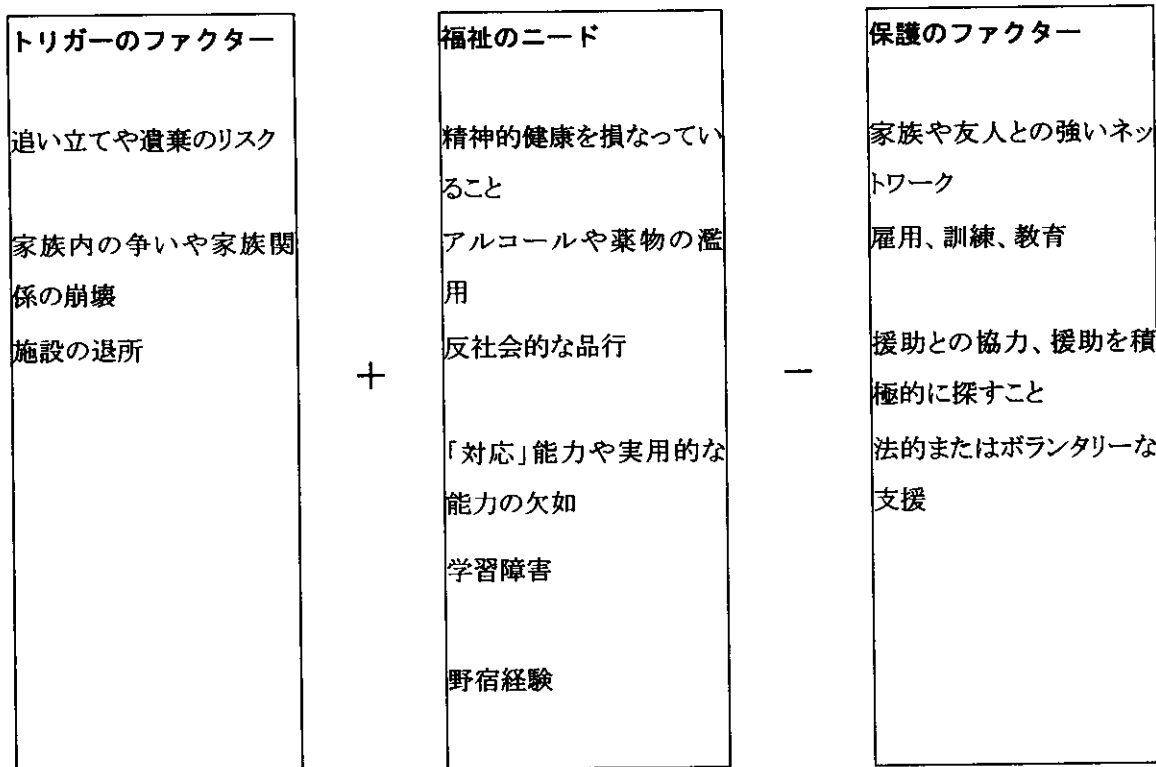 トリガーのファクター
追い立てや遺棄のリスク
家族内の争いや家族関
係の崩壊
施設の退所
+
福祉のニード
精神的健康を損なってい
ること
アルコールや薬物の濫
用
反社会的な品行
「対応」能力や実用的な
能力の欠如
学習障害
野宿経験
－
保護のファクター
家族や友人との強いネッ
トワーク
雇用、訓練、教育
援助との協力、援助を積
極的に探すこと
法的またはボランタリーな
支援